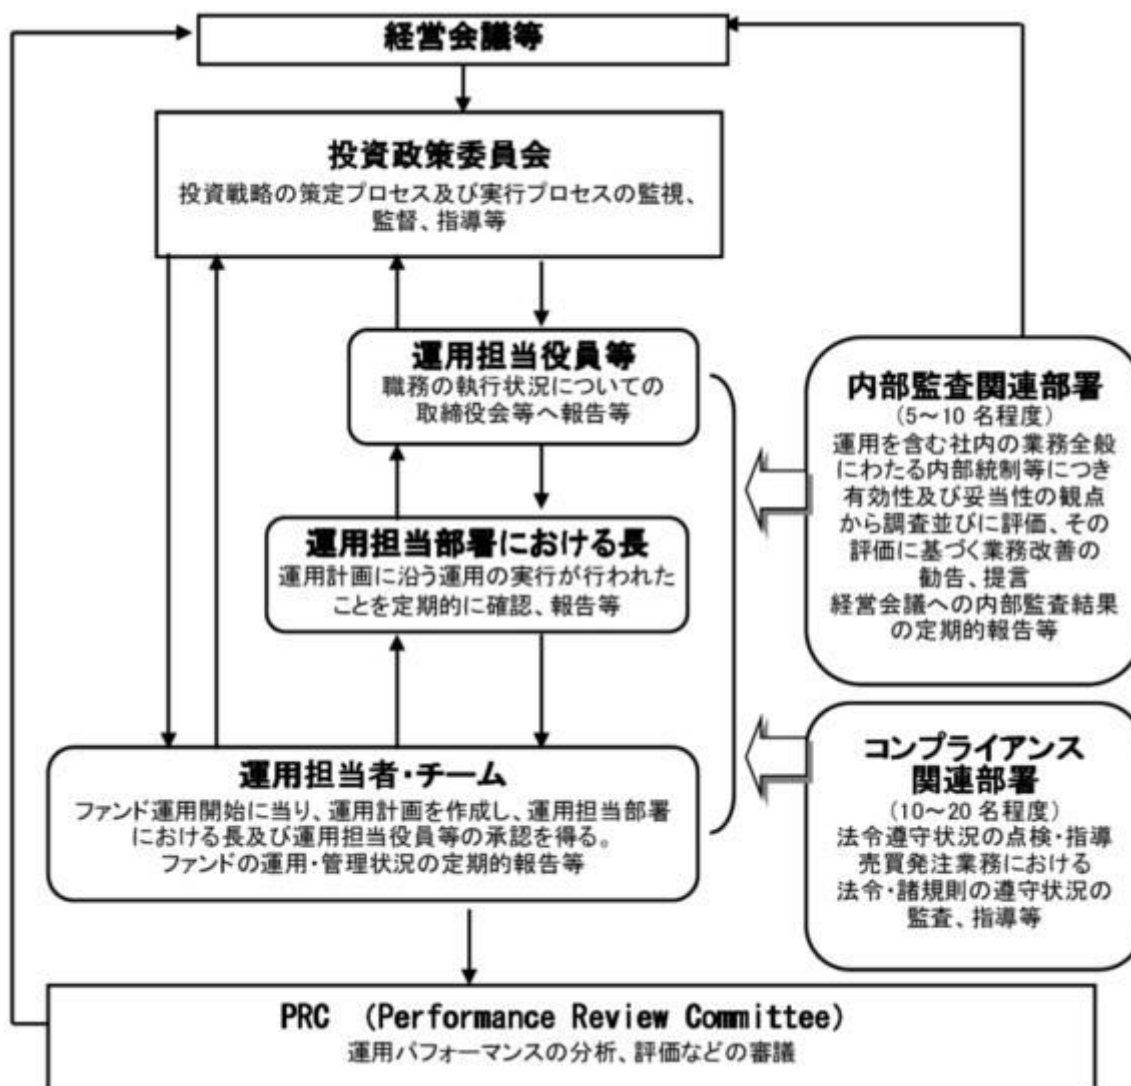 経営会議等
投資政策委員会
投資戦略の策定プロセス及び実行プロセスの監視、
監督、指導等
運用担当役員等
職務の執行状況についての
取締役会等へ報告等
運用担当部署における長
運用計画に沿う運用の実行が行われた
ことを定期的に確認、報告等
運用担当者・チーム
ファンド運用開始に当り、運用計画を作成し、運用担当部署
における長及び運用担当役員等の承認を得る。
ファンドの運用・管理状況の定期的報告等
内部監査関連部署
(5～10 名程度)
運用を含む社内の業務全般
にわたる内部統制等につき
有効性及び妥当性の観点
から調査並びに評価、その
評価に基づく業務改善の
勧告、提言
経営会議への内部監査結果
の定期的報告等
コンプライアンス
関連部署
(10～20 名程度)
法令遵守状況の点検・指導
売買発注業務における
法令・諸規則の遵守状況の
監査、指導等
PRC (Performance Review Committee)
運用パフォーマンスの分析、評価などの審議